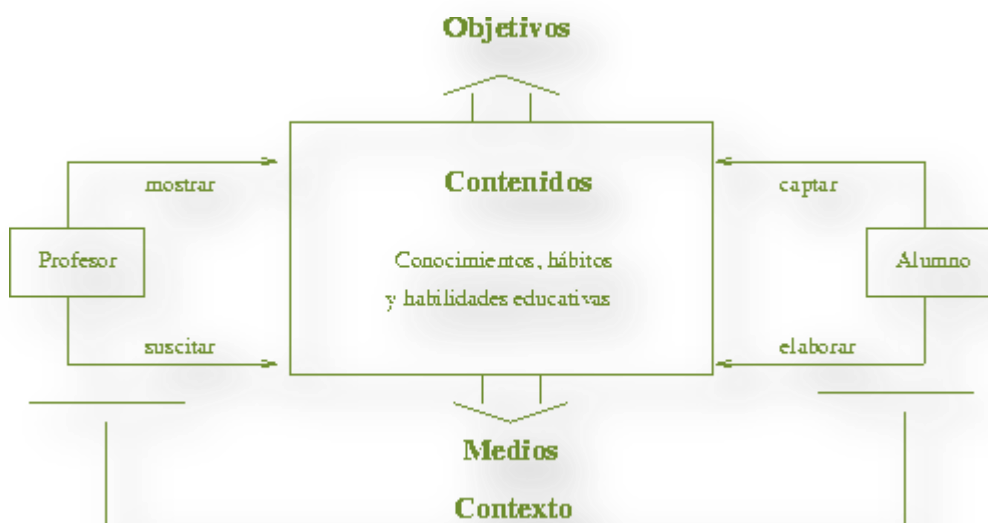 Objetivos
mostrar
Contenidos
captar
Profesor
Conocimientos, hábitos
y habilidades educativas
Alumno
suscitar
elaborar
Medios
Contexto